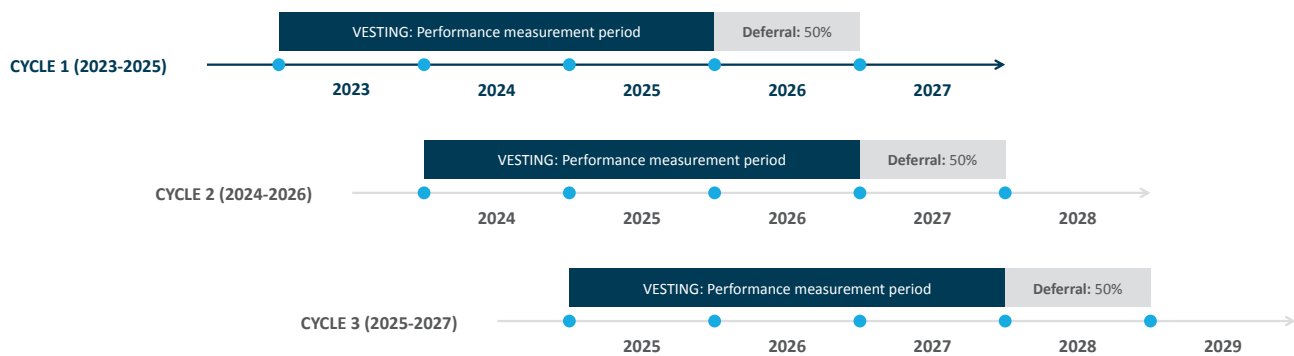 VESTING: Performance measurement period Deferral: 50%
CYCLE 1 (2023-2025)
2023 2024 2025 2026 2027
VESTING: Performance measurement period Deferral: 50%
CYCLE 2 (2024-2026)
2024 2025 2026 2027 2028
VESTING: Performance measurement period Deferral: 50%
CYCLE 3 (2025-2027)
2025 2026 2027 2028 2029